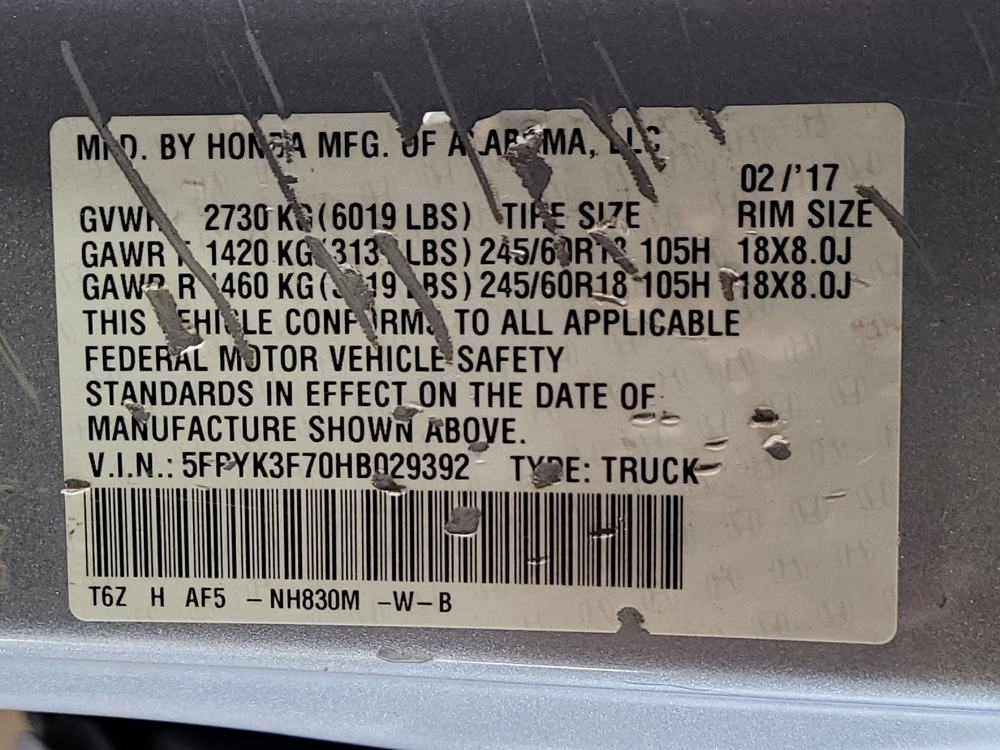 MFD. BY HONDA MFG. OF ALABAMA, LLC
02/'17
GVWR 2730 KG (6019 LBS) TIRE SIZE RIM SIZE
GAWR F 1420 KG LBS) 245/60R18 105H 18X8.0J
GAWR R 1460 KG LBS) 245/60R18 105H 18X8.0J
THIS VEHICLE CONFORMS TO ALL APPLICABLE
FEDERAL MOTOR VEHICLE SAFETY
STANDARDS IN EFFECT ON THE DATE OF
MANUFACTURE SHOWN ABOVE.
V.I.N.: 5FPYK3F70HB029392 TYPE: TRUCK
T6Z H AF5 -NH830M -W-B